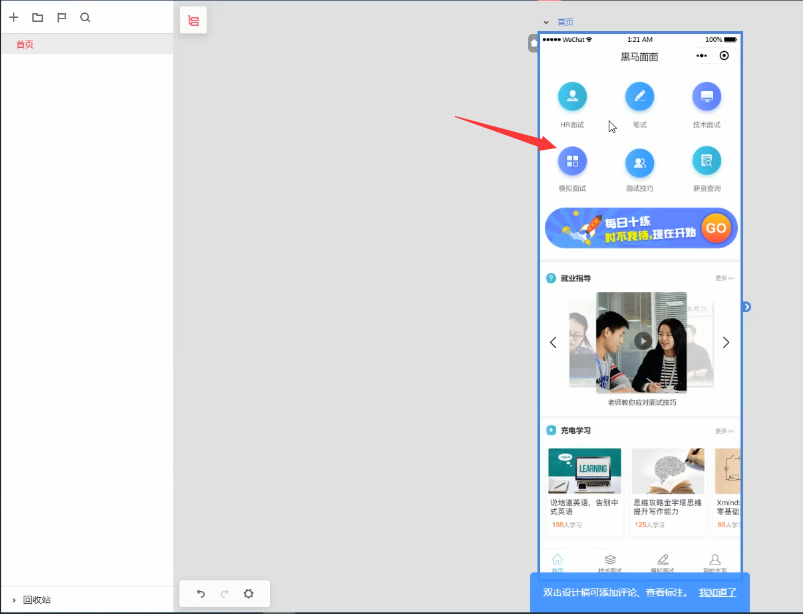 首页
首页
WeChat
1:21 AM
100%
黑马面面
HR面试
笔试
技术面试
模拟面试
面试技巧
薪资查询
每日十练
时不我待,现在开始
GO
就业指导
更多>>
老师教你应对面试技巧
充电学习
更多>>
LEARNING
说地道英语，告别中
式英语
156人学习
思维攻略金字塔思维
提升写作能力
125人学习
Xmind:
零基础
66人学
首页
技术面试
模拟面试
我的主页
双击设计稿可添加评论、查看标注。
我知道了
回收站